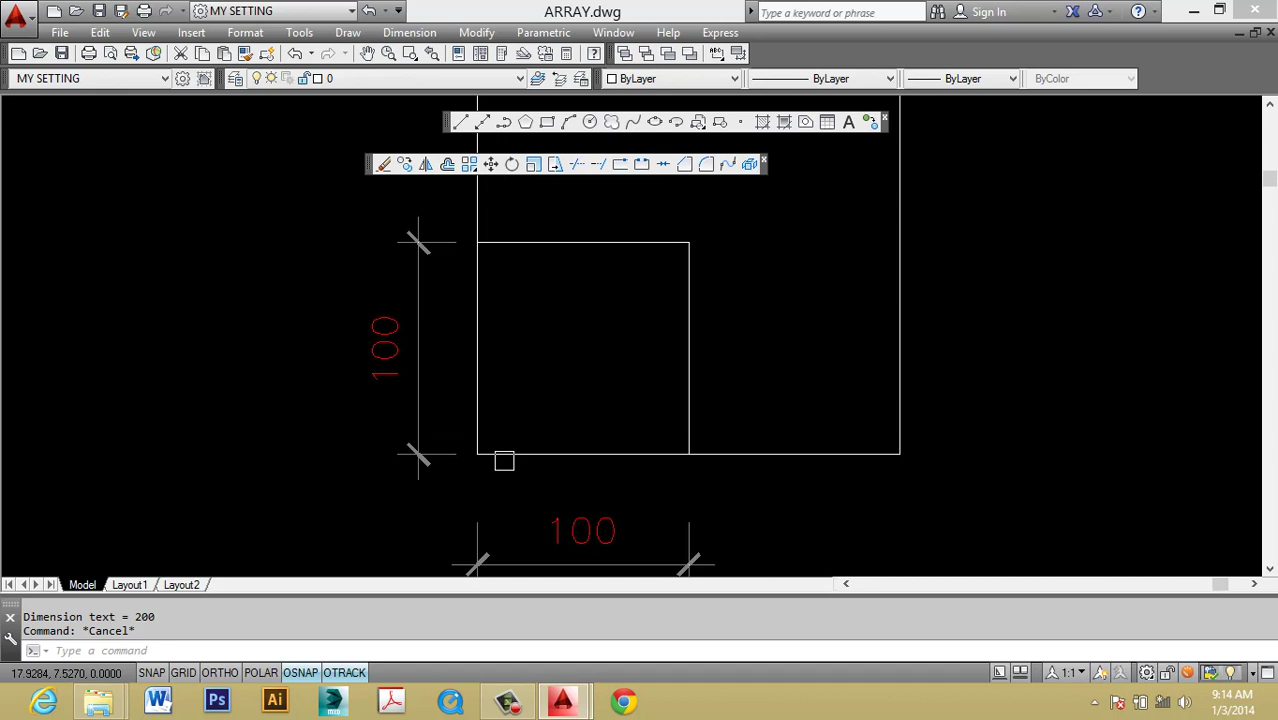 MY SETTING
ARRAY.dwg
Type a keyword or phrase
Sign In
File Edit View Insert Format Tools Draw Dimension Modify Parametric Window Help Express
MY SETTING
0
ByLayer
ByLayer
ByLayer
ByColor
A
100
100
Model Layout1 Layout2
Dimension text = 200
Command: *Cancel*
Type a command
17.9284, 7.5270, 0.0000 SNAP GRID ORTHO POLAR OSNAP OTRACK
1:1
W Ps Ai
9:14 AM
1/3/2014